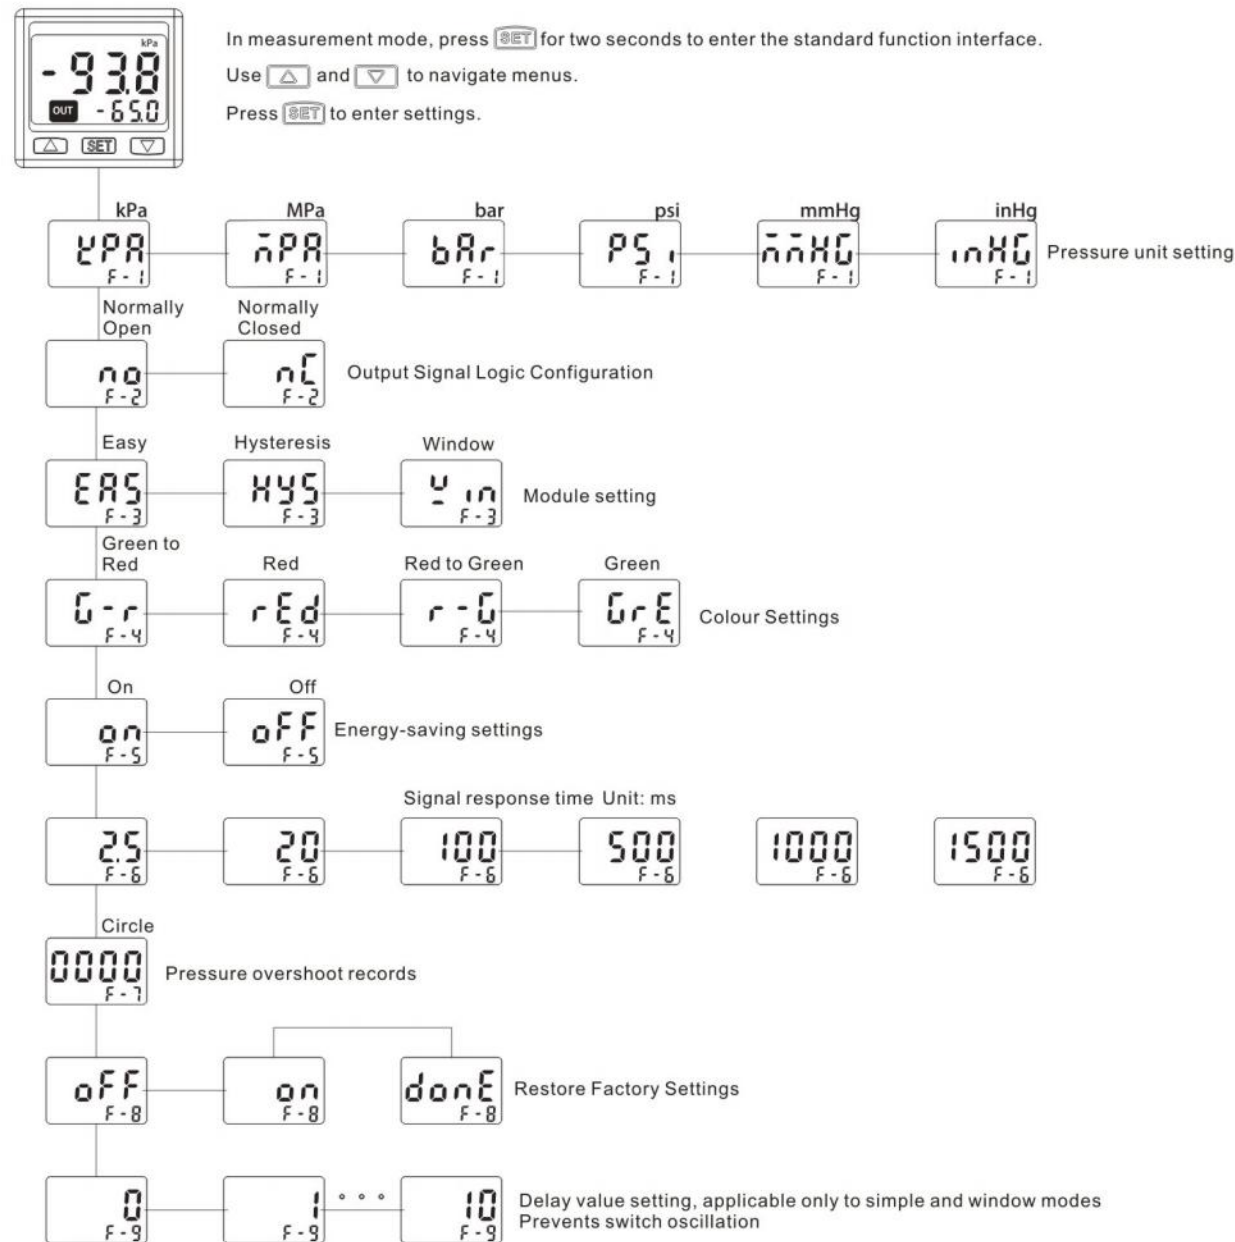 kPa
In measurement mode, press SET for two seconds to enter the standard function interface.
-93.8
Use and to navigate menus.
OUT -65.0
Press SET to enter settings.
SET
kPa MPa bar psi mmHg inHg
kPA mPA bAr PSi mmHG inHG Pressure unit setting
F-1 F-1 F-1 F-1 F-1 F-1
Normally Open Normally Closed
no nC Output Signal Logic Configuration
F-2 F-2
Easy Hysteresis Window
EAS HYS Win Module setting
F-3 F-3 F-3
Green to Red Red Red to Green Green
G-r rEd r-G GrE Colour Settings
F-4 F-4 F-4 F-4
On Off
on oFF Energy-saving settings
F-5 F-5
Signal response time Unit: ms
2.5 20 100 500 1000 1500
F-6 F-6 F-6 F-6 F-6 F-6
Circle
0000 Pressure overshoot records
F-7
oFF on donE Restore Factory Settings
F-8 F-8 F-8
0 1 ∘ ∘ ∘ 10 Delay value setting, applicable only to simple and window modes
F-9 F-9 F-9 Prevents switch oscillation